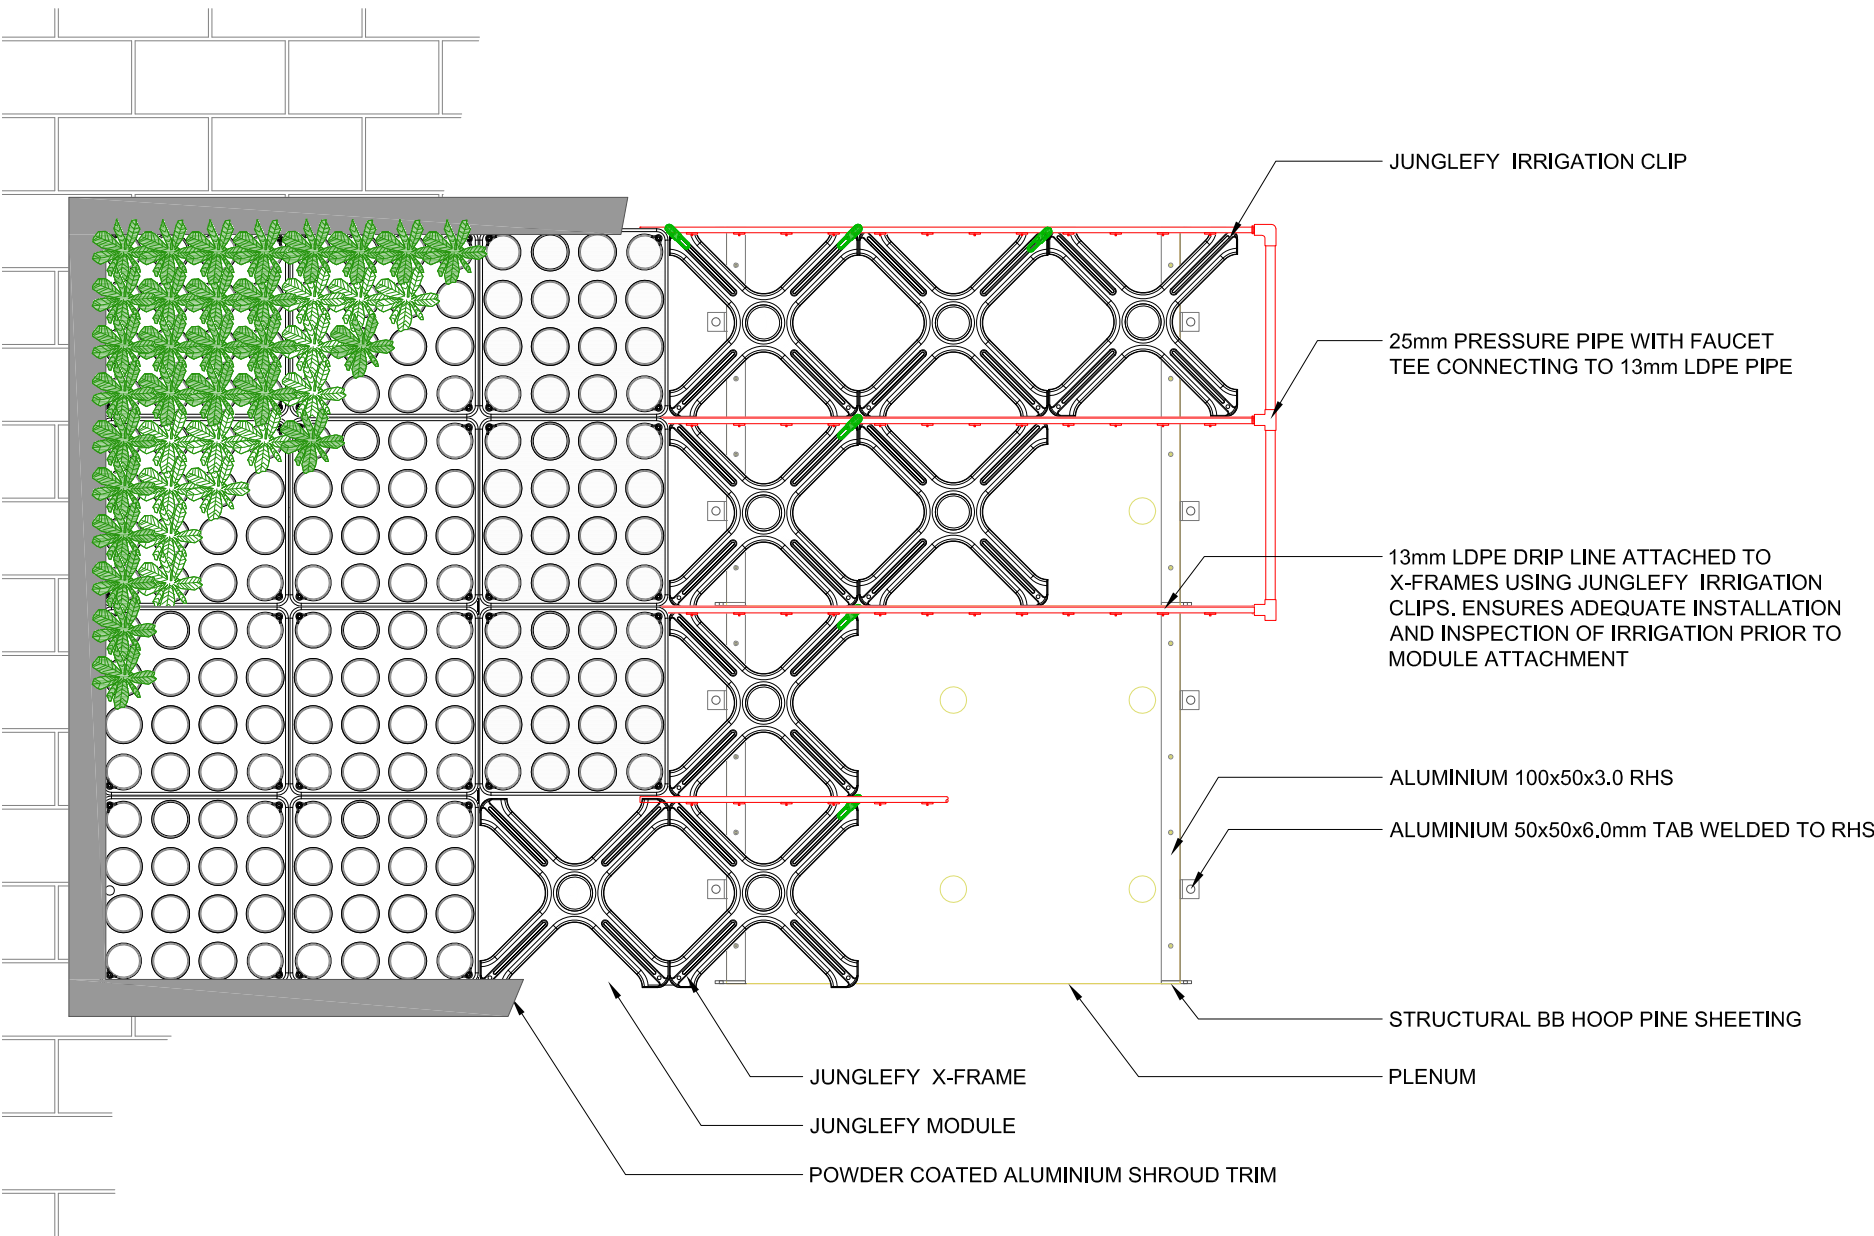 JUNGLEFY IRRIGATION CLIP
25mm PRESSURE PIPE WITH FAUCET
TEE CONNECTING TO 13mm LDPE PIPE
13mm LDPE DRIP LINE ATTACHED TO
X-FRAMES USING JUNGLEFY IRRIGATION
CLIPS. ENSURES ADEQUATE INSTALLATION
AND INSPECTION OF IRRIGATION PRIOR TO
MODULE ATTACHMENT
ALUMINIUM 100x50x3.0 RHS
ALUMINIUM 50x50x6.0mm TAB WELDED TO RHS
STRUCTURAL BB HOOP PINE SHEETING
PLENUM
JUNGLEFY X-FRAME
JUNGLEFY MODULE
POWDER COATED ALUMINIUM SHROUD TRIM